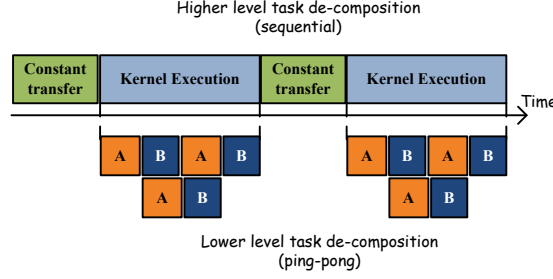 Higher level task de-composition
(sequential)
Constant
transfer
Kernel Execution
Constant
transfer
Kernel Execution
Time
A B A B
A B A B
A B
A B
Lower level task de-composition
(ping-pong)